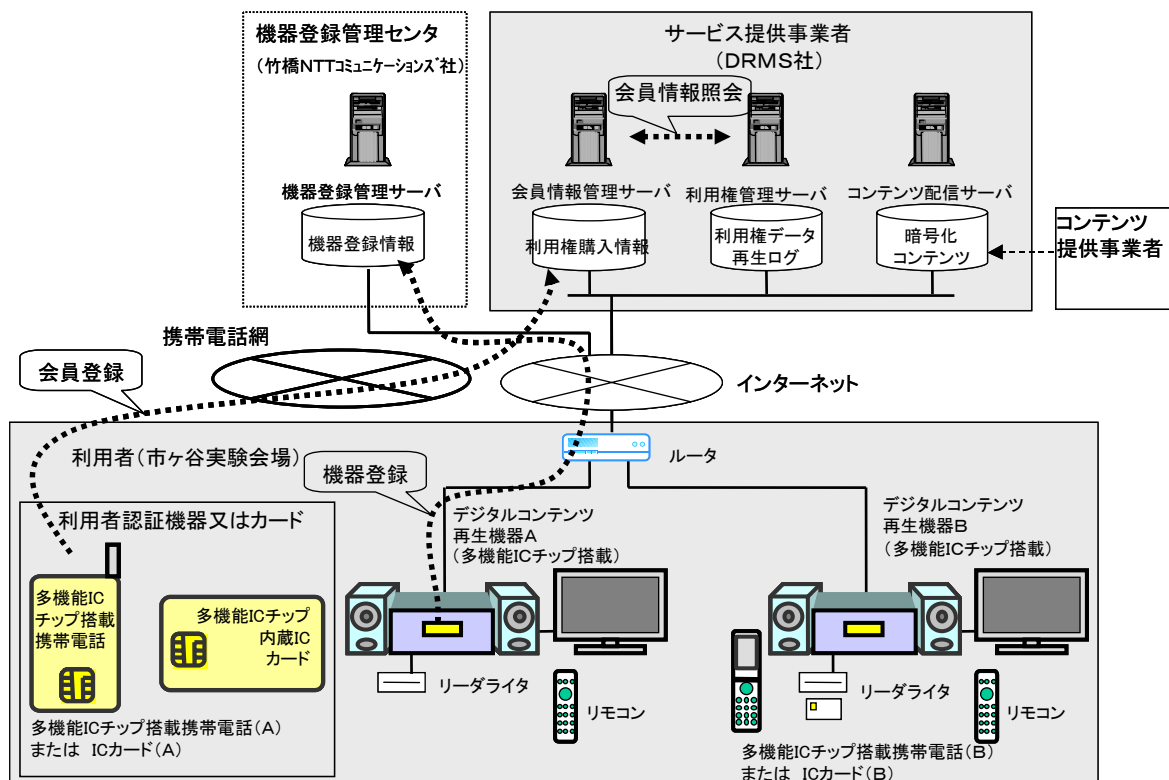 機器登録管理センタ
(竹橋NTTコミュニケーションズ社)
サービス提供事業者
(DRMS社)
会員情報照会
機器登録管理サーバ
会員情報管理サーバ
利用権管理サーバ
コンテンツ配信サーバ
機器登録情報
利用権購入情報
利用権データ
再生ログ
暗号化
コンテンツ
コンテンツ
提供事業者
携帯電話網
会員登録
インターネット
利用者(市ヶ谷実験会場)
ルータ
機器登録
利用者認証機器又はカード
デジタルコンテンツ
再生機器A
(多機能ICチップ搭載)
デジタルコンテンツ
再生機器B
(多機能ICチップ搭載)
多機能IC
チップ搭載
携帯電話
多機能ICチップ
内蔵IC
カード
リーダライタ
リモコン
リーダライタ
リモコン
多機能ICチップ搭載携帯電話(A)
または ICカード(A)
多機能ICチップ搭載携帯電話(B)
または ICカード(B)